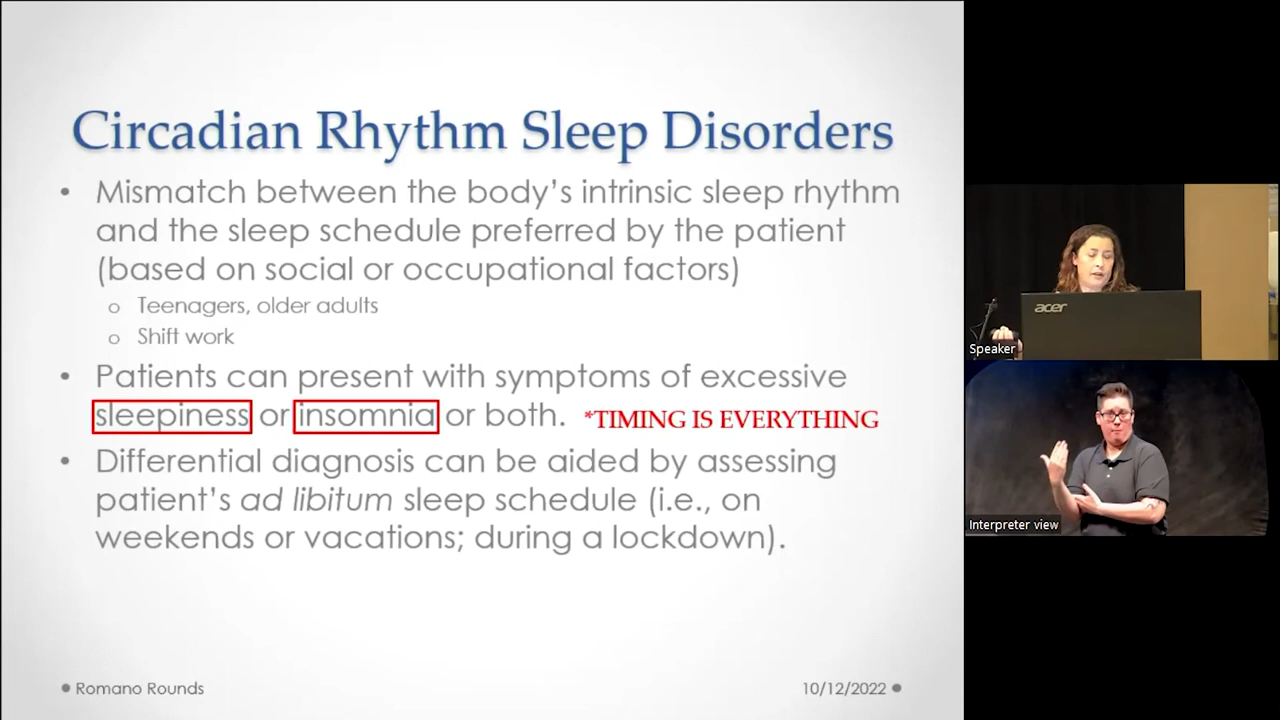 Circadian Rhythm Sleep Disorders
• Mismatch between the body's intrinsic sleep rhythm
and the sleep schedule preferred by the patient
(based on social or occupational factors)
o Teenagers, older adults
o Shift work
• Patients can present with symptoms of excessive
sleepiness or insomnia or both. *TIMING IS EVERYTHING
• Differential diagnosis can be aided by assessing
patient's ad libitum sleep schedule (i.e., on
weekends or vacations; during a lockdown).
• Romano Rounds
10/12/2022 •
acer
Speaker
Interpreter view